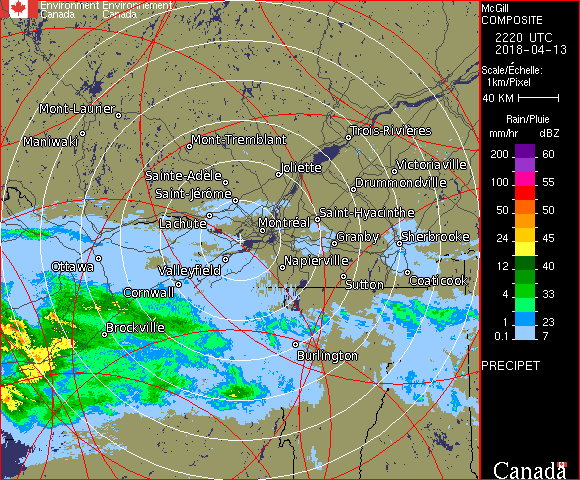 Environment Environnement
Canada Canada
McGill
COMPOSITE
2220 UTC
2018-04-13
Scale/Échelle:
1km/Pixel
40 KM
Rain/Pluie
mm/hr dBZ
200 60
100 55
50 50
24 45
12 40
4 33
1 23
0.1 7
PRECIPET
Canada
Mont-Laurier
Maniwaki
Mont-Tremblant
Trois-Rivières
Joliette
Victoriaville
Sainte-Adèle
Drummondville
Saint-Jérôme
Lachute
Saint-Hyacinthe
Montréal
Granby
Sherbrooke
Ottawa
Valleyfield
Napierville
Cornwall
Sutton
Coaticook
Brockville
Burlington